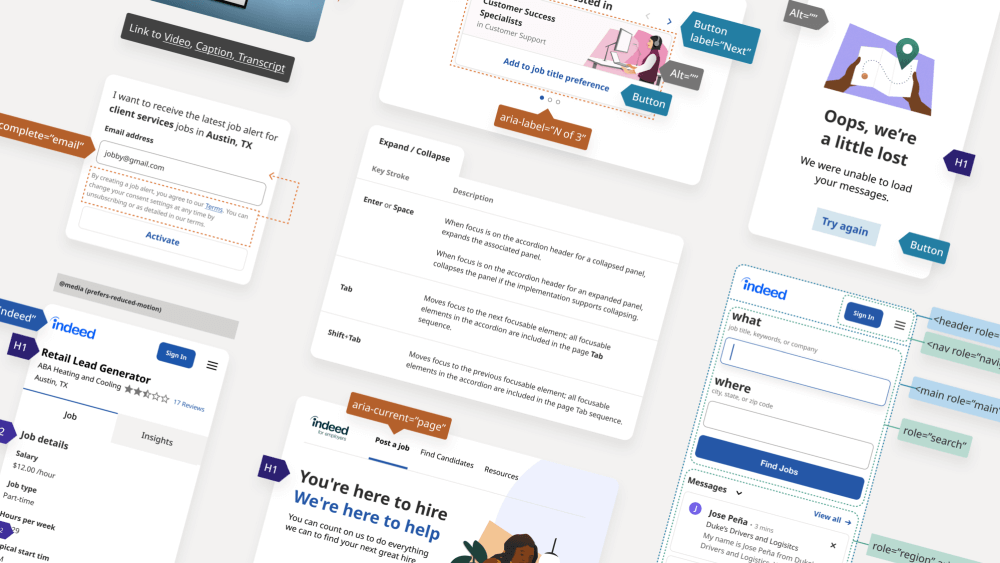 Link to Video, Caption, Transcript
I want to receive the latest job alert for
client services jobs in Austin, TX
Email address
complete="email"
jobby@gmail.com
By creating a job alert, you agree to our Terms. You can
change your consent settings at any time by
unsubscribing or as detailed in our terms.
Activate
@media (prefers-reduced-motion)
indeed"
indeed
Sign In
H1
Retail Lead Generator
ABA Heating and Cooling
17 Reviews
Austin, TX
Job
Insights
Job details
Salary
$12.00 /hour
Job type
Part-time
Hours per week
Customer Success
Specialists
in Customer Support
Add to job title preference
Button
label="Next"
Alt=""
Button
aria-label="N of 3"
Expand / Collapse
Key Stroke
Description
Enter or Space
When focus is on the accordion header for a collapsed panel,
expands the associated panel.
When focus is on the accordion header for an expanded panel,
collapses the panel if the implementation supports collapsing.
Tab
Moves focus to the next focusable element; all focusable
elements in the accordion are included in the page Tab
sequence.
Shift+Tab
Moves focus to the previous focusable element; all focusable
elements in the accordion are included in the page Tab sequence.
aria-current="page"
indeed
for employers
Post a job
Find Candidates
Resources
H1
You're here to hire
We're here to help
You can count on us to do everything
we can to find your next great hire
Alt=""
Oops, we're
a little lost
H1
We were unable to load
your messages.
Try again
Button
indeed
Sign In
<header role=
<nav role="navig
what
job title, keywords, or company
<main role="main"
where
city, state, or zip code
role="search"
Find Jobs
Messages
View all
J
Jose Peña · 3 mins
Duke's Drivers and Logisitcs
My name is Jose Peña from Duke's
Drivers and Logistics
role="region"